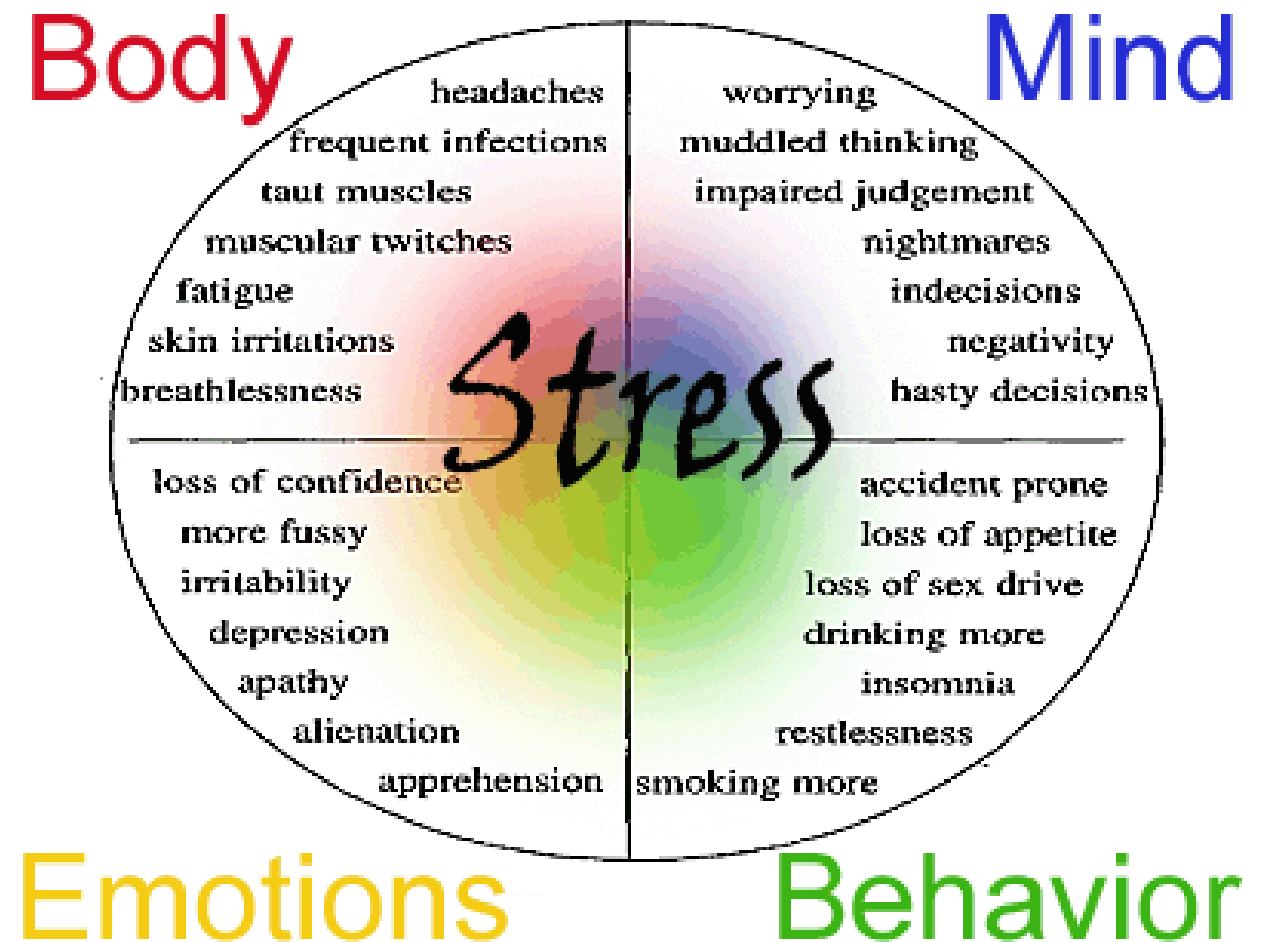 Body
headaches
frequent infections
taut muscles
muscular twitches
fatigue
skin irritations
breathlessness
Mind
worrying
muddled thinking
impaired judgement
nightmares
indecisions
negativity
hasty decisions
Stress
loss of confidence
more fussy
irritability
depression
apathy
alienation
apprehension
Emotions
accident prone
loss of appetite
loss of sex drive
drinking more
insomnia
restlessness
smoking more
Behavior